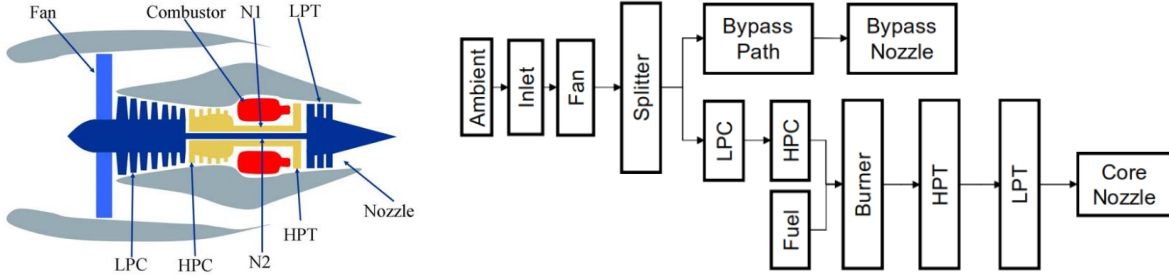 Combustor N1 LPT
Fan
Nozzle
HPT
LPC HPC N2
Ambient
Inlet
Fan
Splitter
Bypass
Path
Bypass
Nozzle
LPC
HPC
Fuel
Burner
HPT
LPT
Core
Nozzle